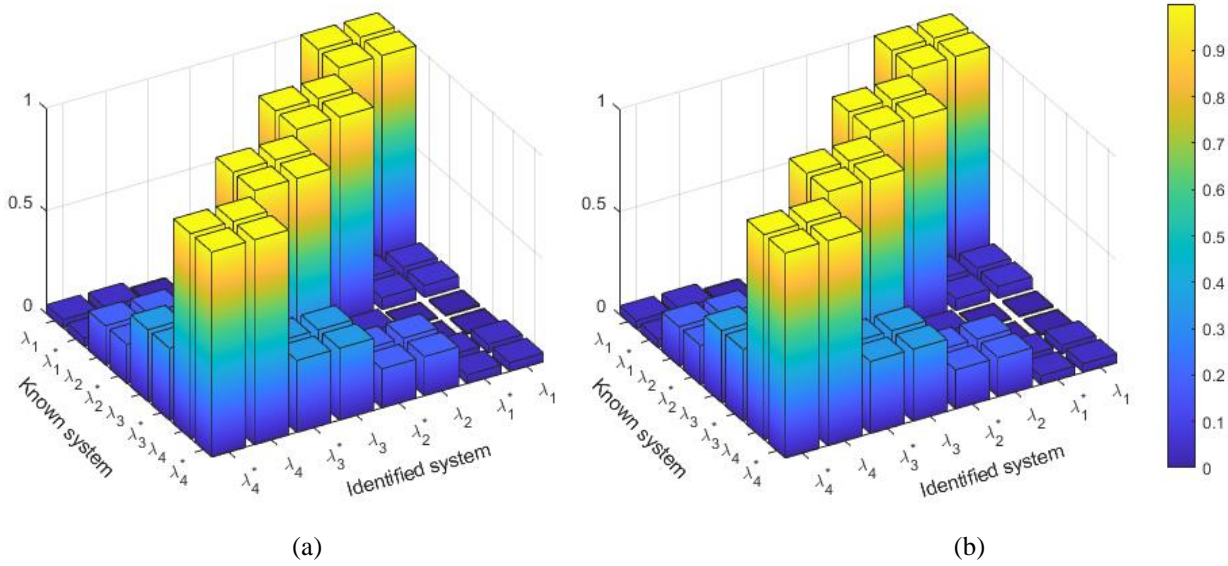 1
0.5
0
λ1
λ1*
λ2
λ2*
λ3
λ3*
λ4
λ4*
Known system
λ4*
λ4
λ3*
λ3
λ2*
λ2
λ1*
λ1
Identified system
(a)
1
0.5
0
λ1
λ1*
λ2
λ2*
λ3
λ3*
λ4
λ4*
Known system
λ4*
λ4
λ3*
λ3
λ2*
λ2
λ1*
λ1
Identified system
(b)
0.9
0.8
0.7
0.6
0.5
0.4
0.3
0.2
0.1
0